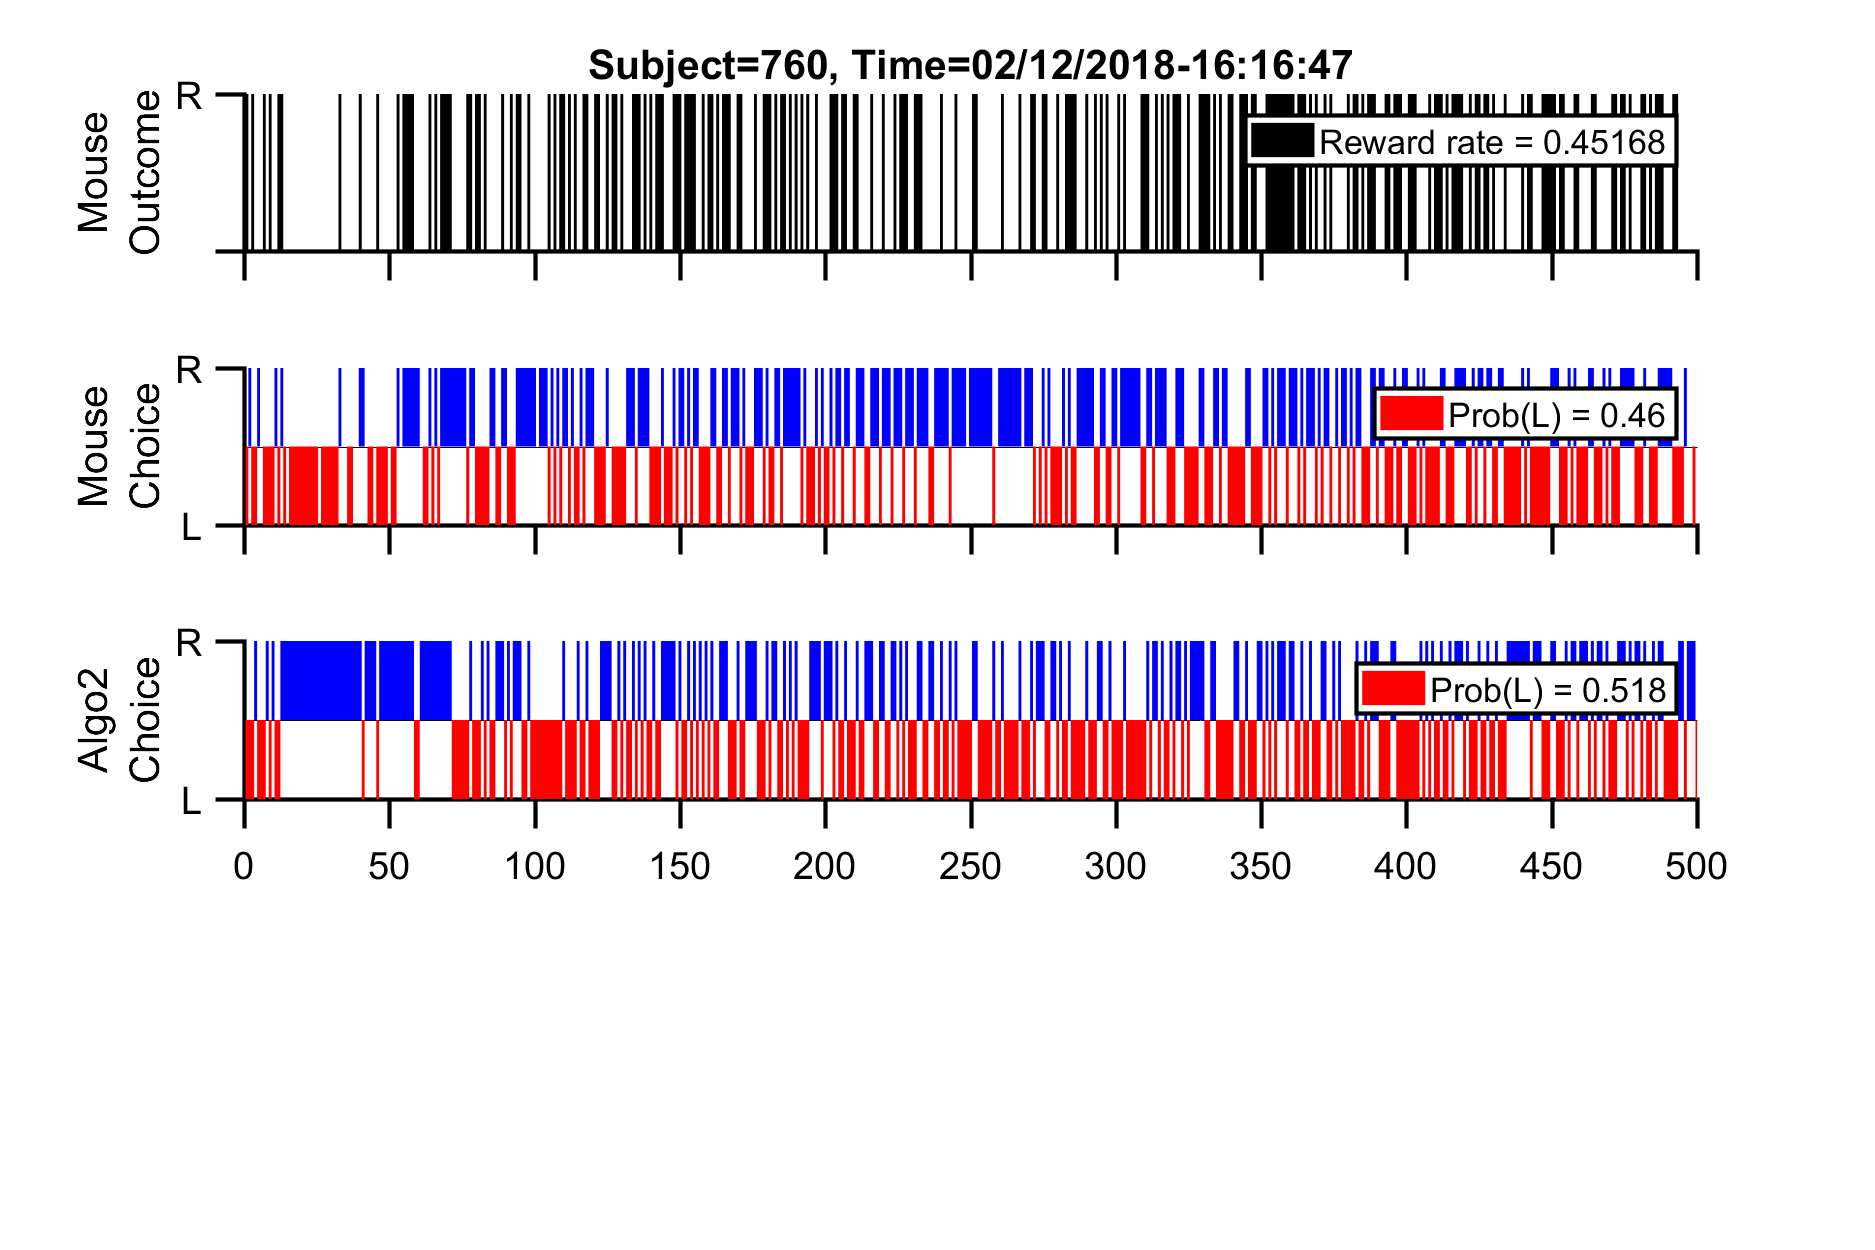 Subject=760, Time=02/12/2018-16:16:47
Mouse
Outcome
R
Reward rate = 0.45168
Mouse
Choice
R
L
Prob(L) = 0.46
Algo2
Choice
R
L
Prob(L) = 0.518
0 50 100 150 200 250 300 350 400 450 500